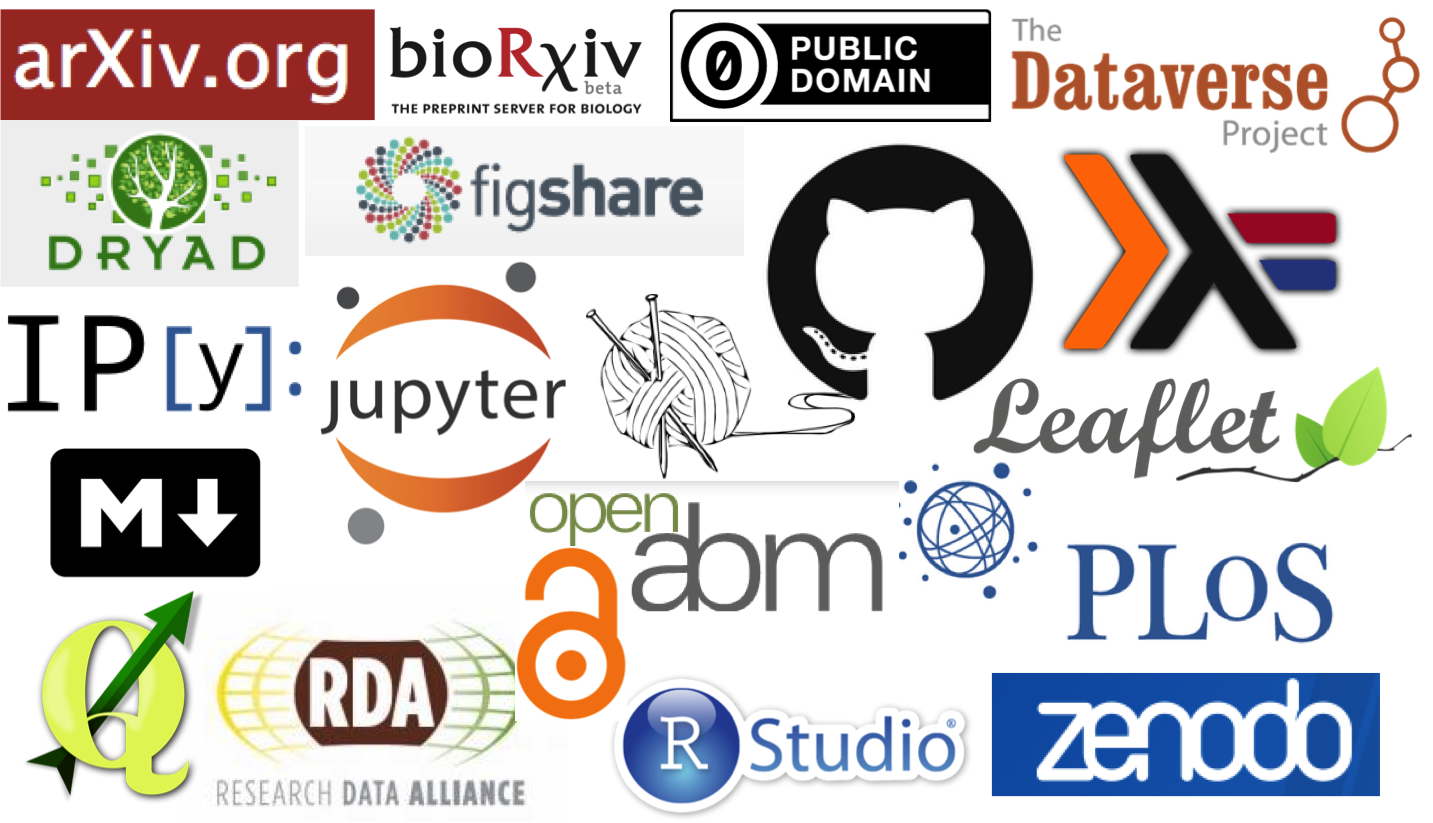 arXiv.org
bioRχiv
beta
THE PREPRINT SERVER FOR BIOLOGY
0
PUBLIC
DOMAIN
The
Dataverse
Project
DRYAD
figshare
IP[y]:
jupyter
Leaflet
M
open
abm
PLoS
Q
RDA
RESEARCH DATA ALLIANCE
R Studio®
zenodo